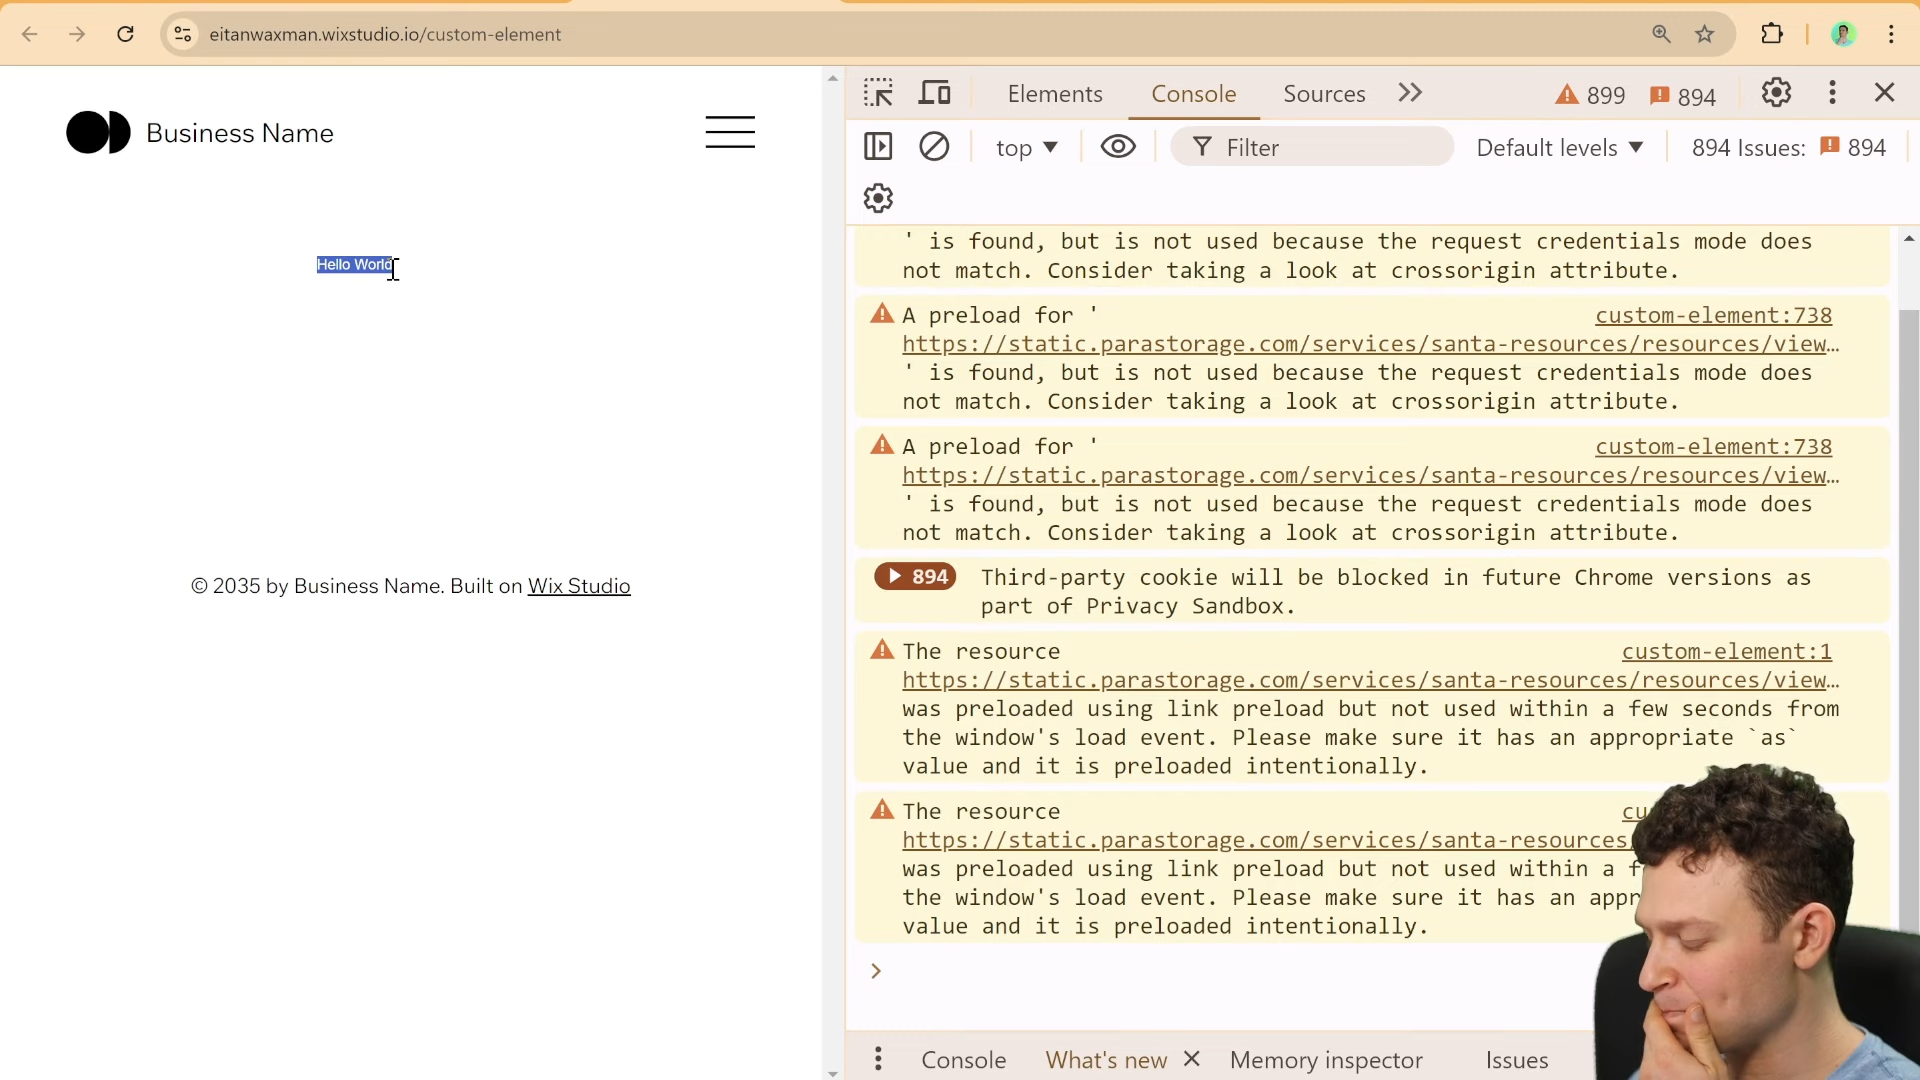 eitanwaxman.wixstudio.io/custom-element
Business Name
Hello World
© 2035 by Business Name. Built on Wix Studio
Elements
Console
Sources
899
894
top
Filter
Default levels
894 Issues:
894
' is found, but is not used because the request credentials mode does
not match. Consider taking a look at crossorigin attribute.
A preload for ' custom-element:738
https://static.parastorage.com/services/santa-resources/resources/view…
' is found, but is not used because the request credentials mode does
not match. Consider taking a look at crossorigin attribute.
A preload for ' custom-element:738
https://static.parastorage.com/services/santa-resources/resources/view…
' is found, but is not used because the request credentials mode does
not match. Consider taking a look at crossorigin attribute.
894 Third-party cookie will be blocked in future Chrome versions as
part of Privacy Sandbox.
The resource custom-element:1
https://static.parastorage.com/services/santa-resources/resources/view…
was preloaded using link preload but not used within a few seconds from
the window's load event. Please make sure it has an appropriate `as`
value and it is preloaded intentionally.
The resource
https://static.parastorage.com/services/santa-resources/
was preloaded using link preload but not used within a
the window's load event. Please make sure it has an
value and it is preloaded intentionally.
Console
What's new
Memory inspector
Issues